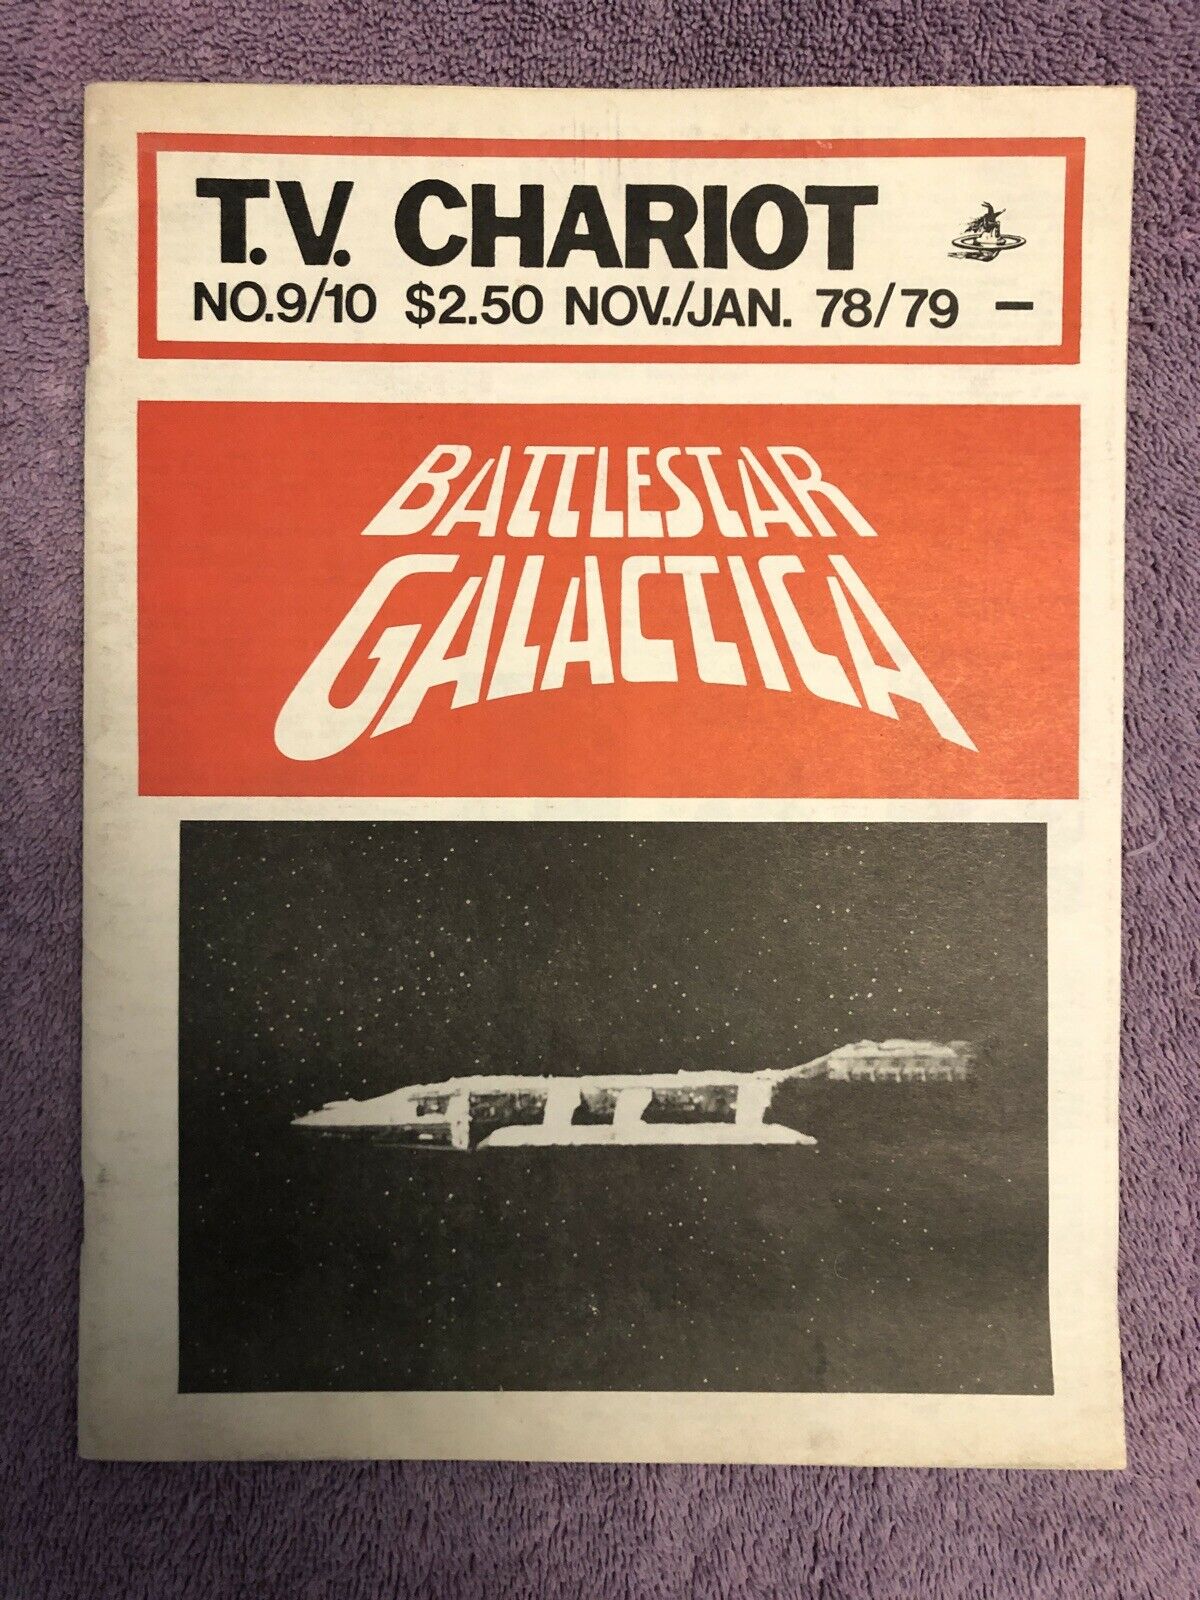 T.V. CHARIOT
NO.9/10 $2.50 NOV./JAN. 78/79 —
BATTLESTAR
GALACTICA